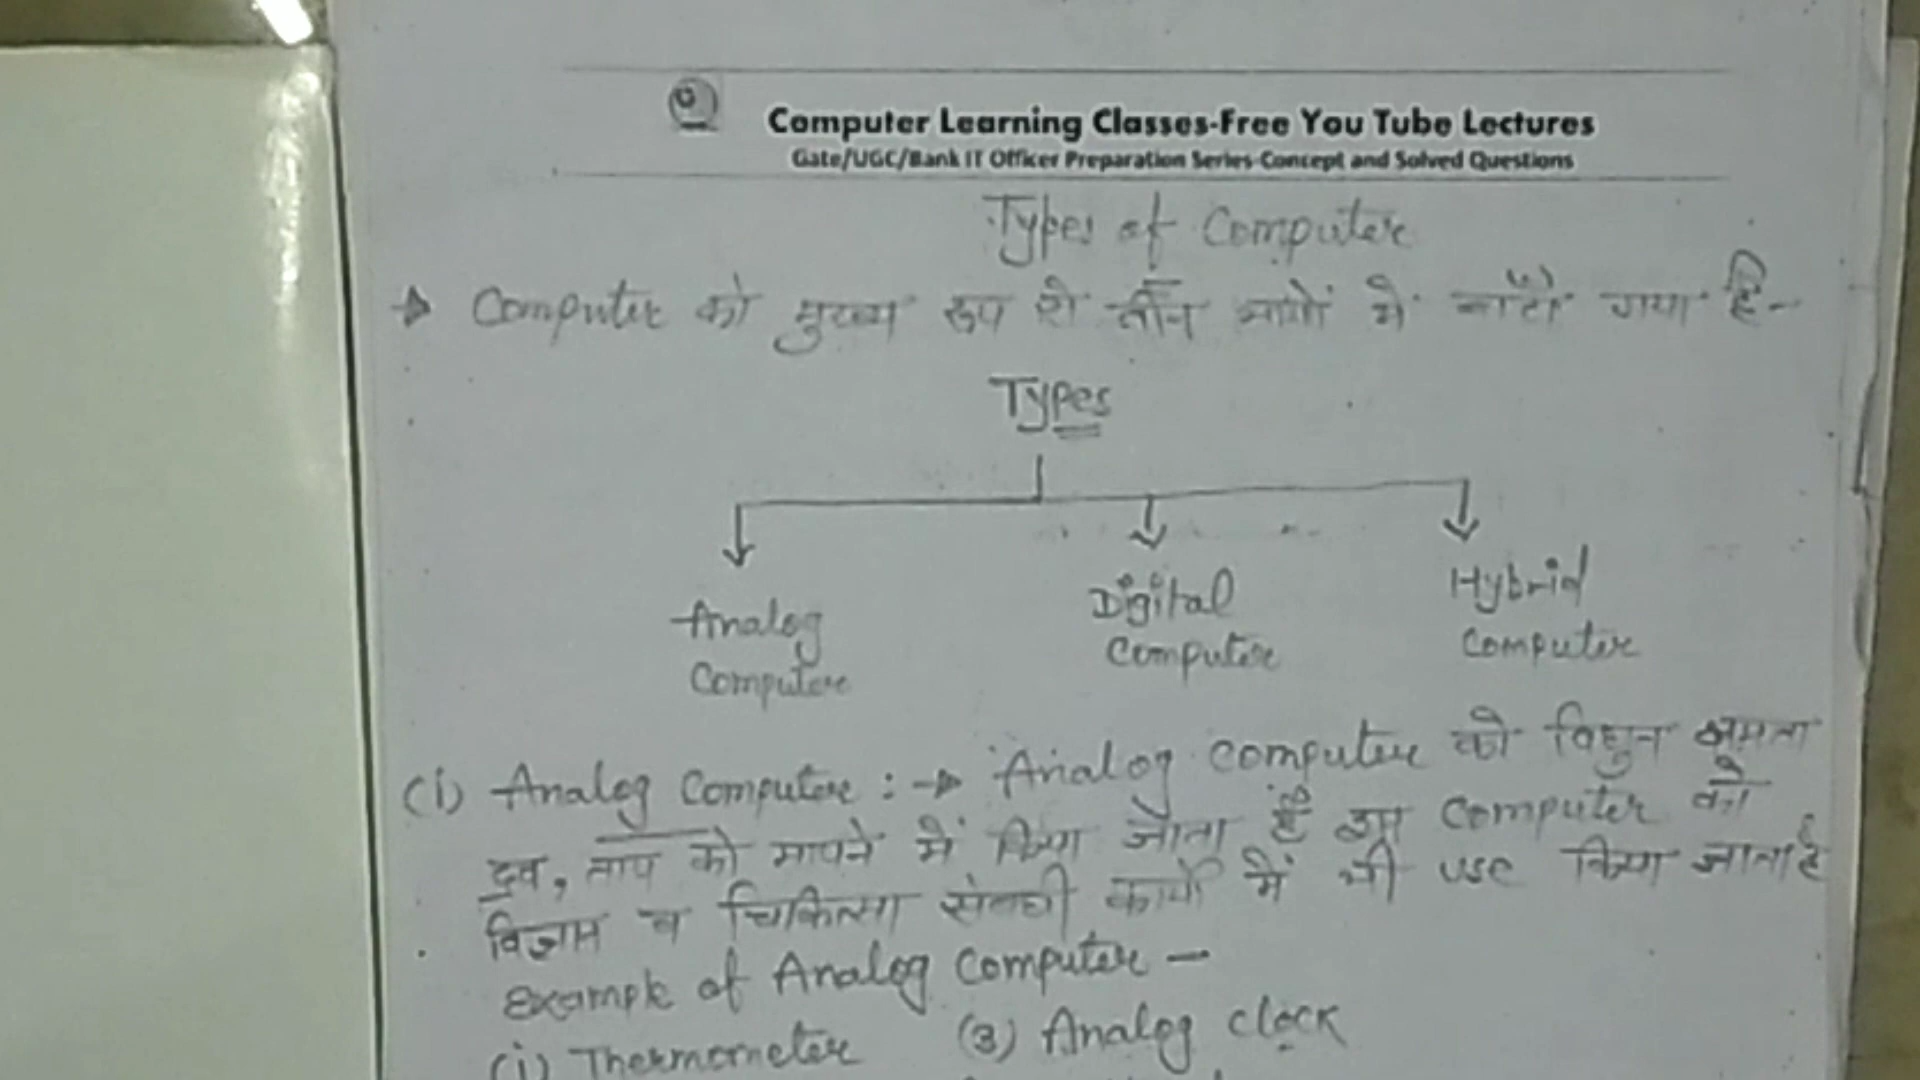 Computer Learning Classes-Free You Tube Lectures
Gate/UGC/Bank IT Officer Preparation Series-Concept and Solved Questions
Types of Computer
→ Computer को मुख्य रूप से तीन भागों में बाँटा गया है-
Types
Analog Computer
Digital Computer
Hybrid Computer
(i) Analog Computer :→ Analog computer को विद्युत क्षमता
द्रव, ताप को मापने में किया जाता है इस Computer को
विज्ञान व चिकित्सा संबंधी कार्यों में भी use किया जाता है
Example of Analog Computer —
(i) Thermometer (3) Analog clock